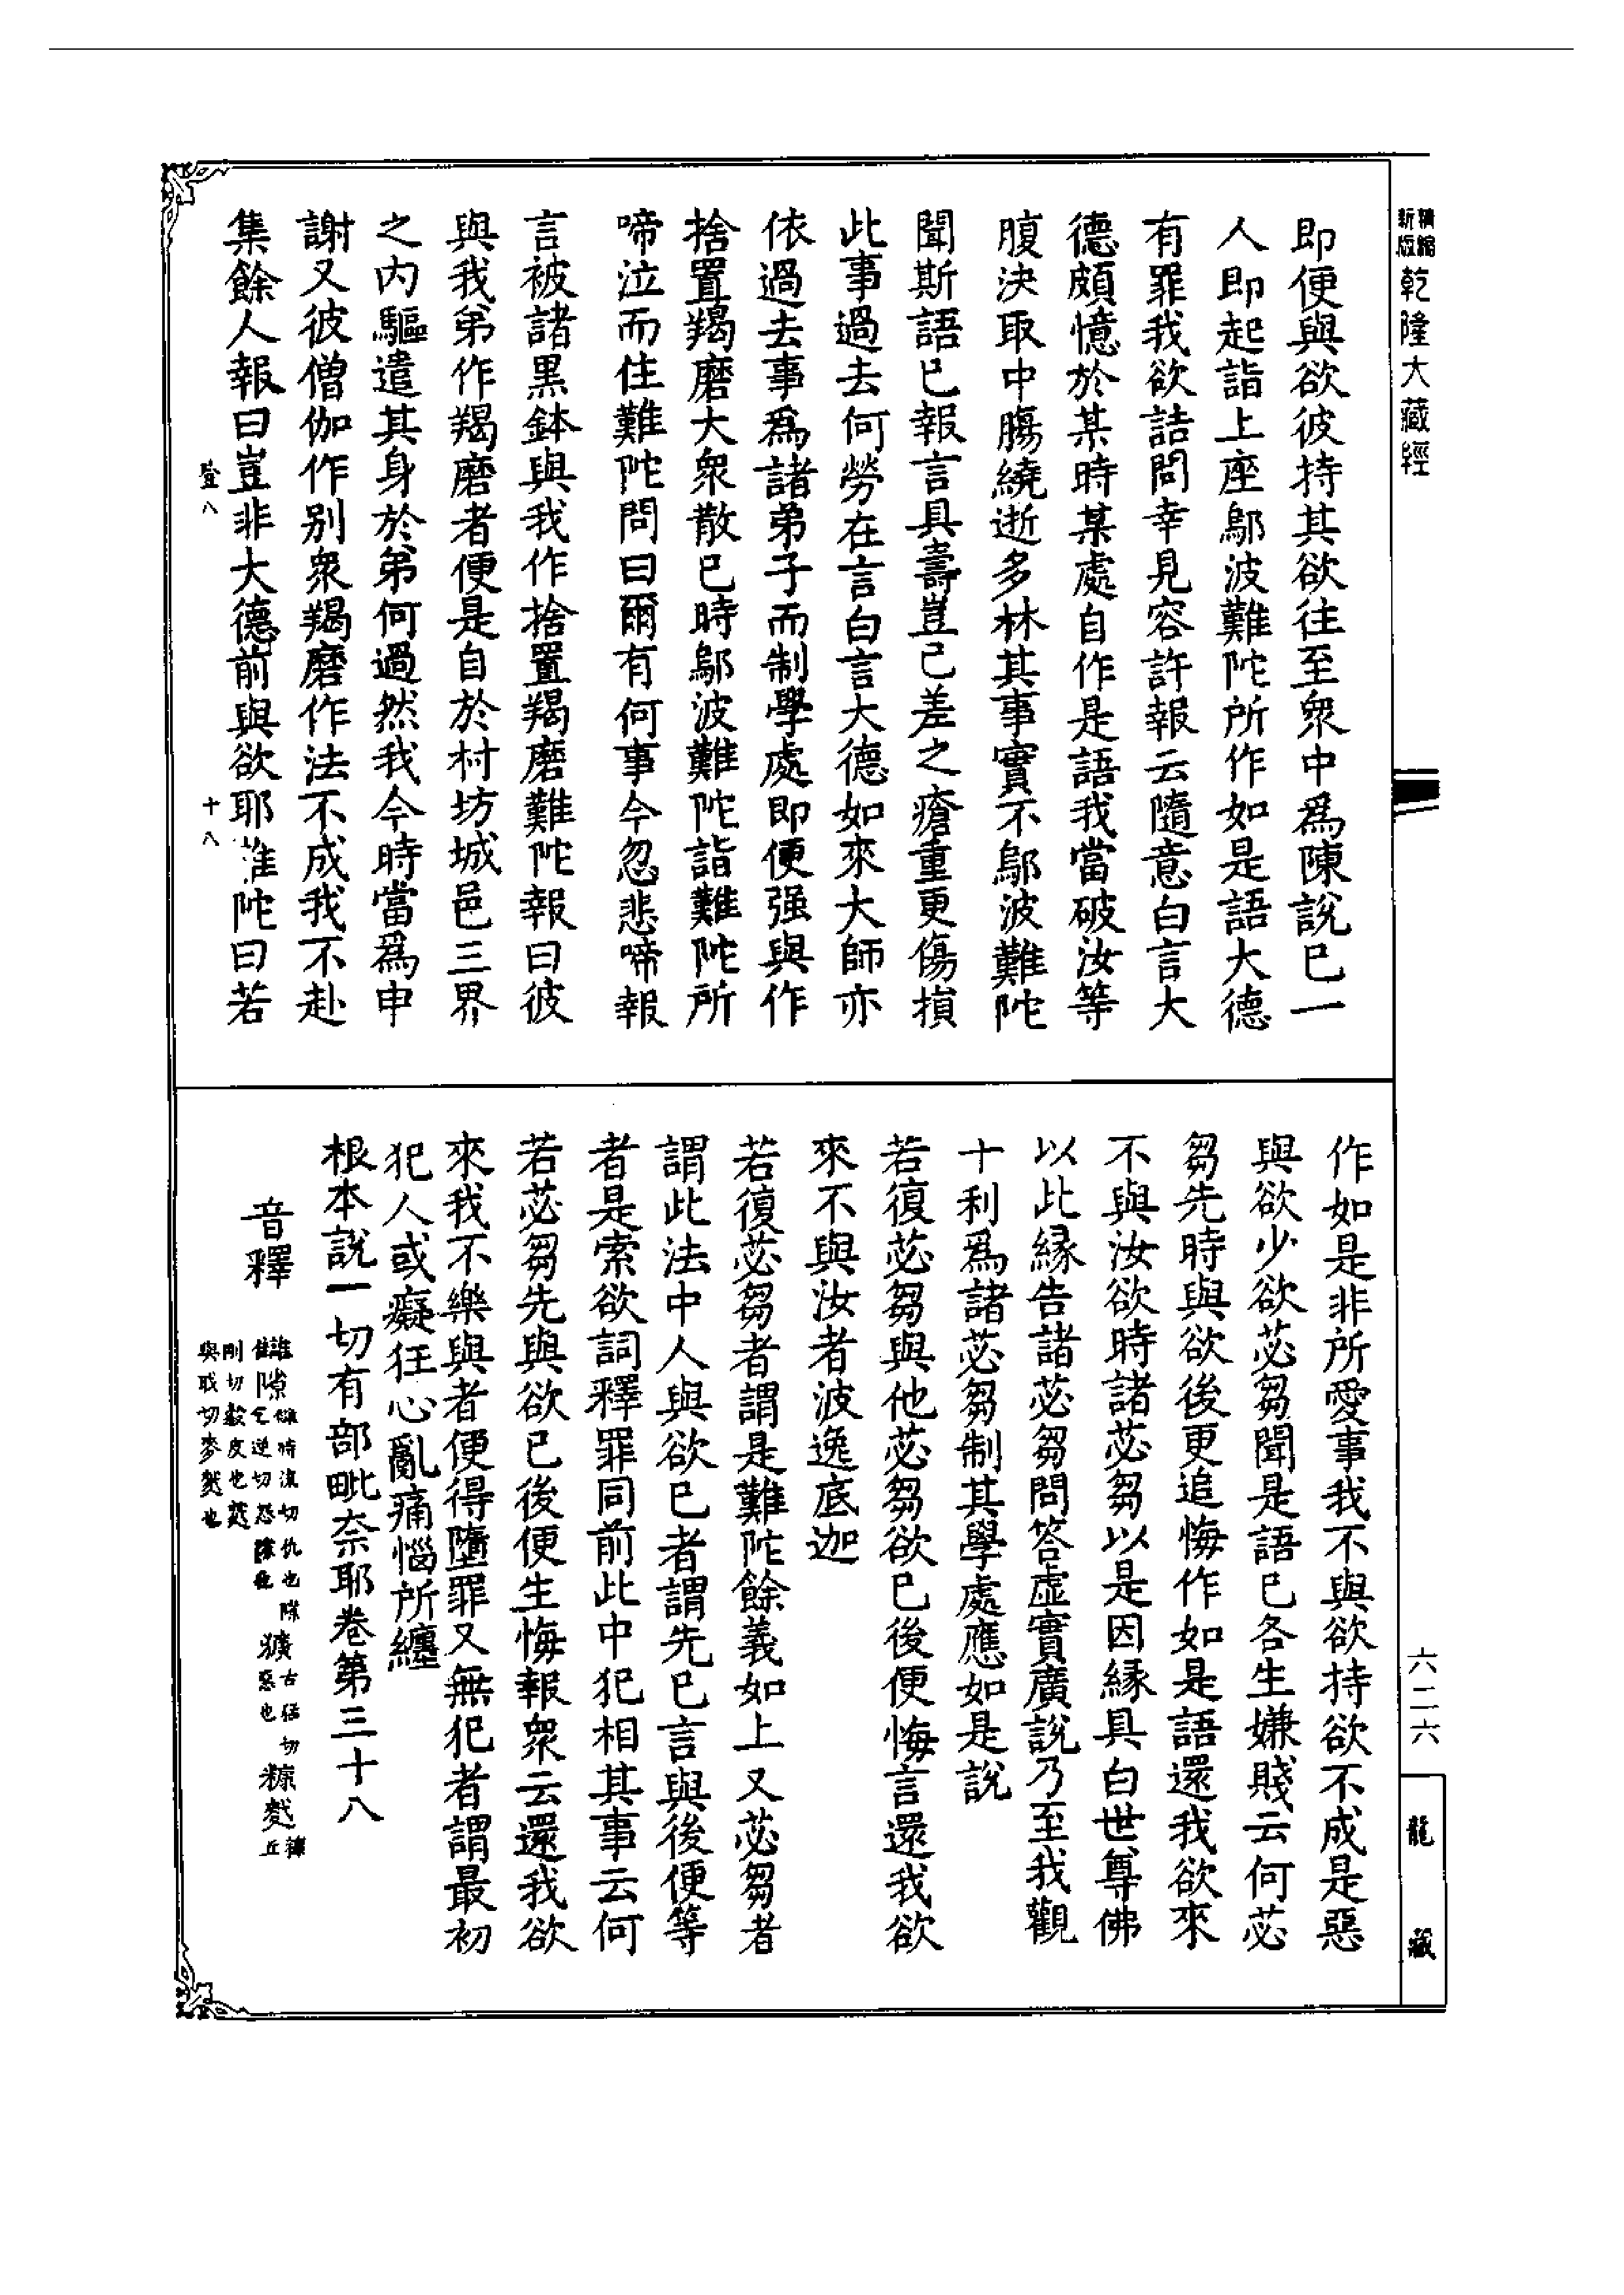 精縮
新版
乾隆大藏經
即便與欲彼持其欲往至衆中爲陳說已一
人即起詣上座鄔波難陀所作如是語大德
有罪我欲詰問幸見容許報云隨意白言大
德頗憶於某時某處自作是語我當破汝等
腹決取中膓繞逝多林其事實不鄔波難陀
聞斯語已報言具壽豈已差之瘡重更傷損
此事過去何勞在言白言大德如來大師亦
依過去事爲諸弟子而制學處即便强與作
捨置羯磨大衆散已時鄔波難陀詣難陀所
啼泣而住難陀問曰爾有何事今忽悲啼報
言被諸黑鉢與我作捨置羯磨難陀報曰彼
與我弟作羯磨者便是自於村坊城邑三界
之内驅遣其身於弟何過然我今時當爲申
謝又彼僧伽作別衆羯磨作法不成我不赴
集餘人報曰豈非大德前與欲耶難陀曰若
登八
十八
作如是非所愛事我不與欲持欲不成是惡
與欲少欲苾芻聞是語已各生嫌賤云何苾
芻先時與欲後更追悔作如是語還我欲來
不與汝欲時諸苾芻以是因緣具白世尊佛
以此緣告諸苾芻問答虛實廣說乃至我觀
十利爲諸苾芻制其學處應如是說
若復苾芻與他苾芻欲已後便悔言還我欲
來不與汝者波逸底迦
若復苾芻者謂是難陀餘義如上又苾芻者
謂此法中人與欲已者謂先已言與後便等
者是索欲詞釋罪同前此中犯相其事云何
若苾芻先與欲已後便生悔報衆云還我欲
來我不樂與者便得墮罪又無犯者謂最初
犯人或癡狂心亂痛惱所纏
根本說一切有部毗奈耶卷第三十八
音釋
讎隙
讎時流切仇也隙
乞逆切怨隙也
獷
古猛切
惡也
糠䴬
糠丘
剛切穀皮也䴬
與職切麥䴬也
六二六
龍藏